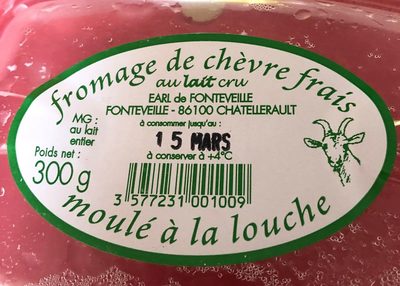 fromage de chèvre frais
au lait cru
EARL de FONTEVEILLE
FONTEVEILLE - 86100 CHATELLERAULT
à consommer jusqu'au :
15 MARS
à conserver à +4°C
MG :
au lait
entier
Poids net :
300 g
3 577231 001009
moulé à la louche